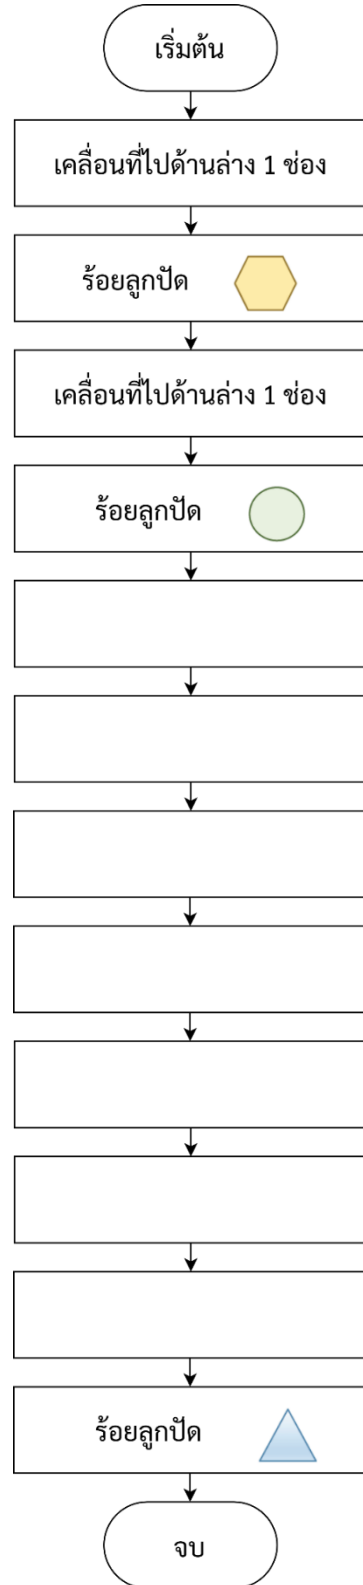 เริ่มต้น
เคลื่อนที่ไปด้านล่าง 1 ช่อง
ร้อยลูกปัด
เคลื่อนที่ไปด้านล่าง 1 ช่อง
ร้อยลูกปัด
ร้อยลูกปัด
จบ